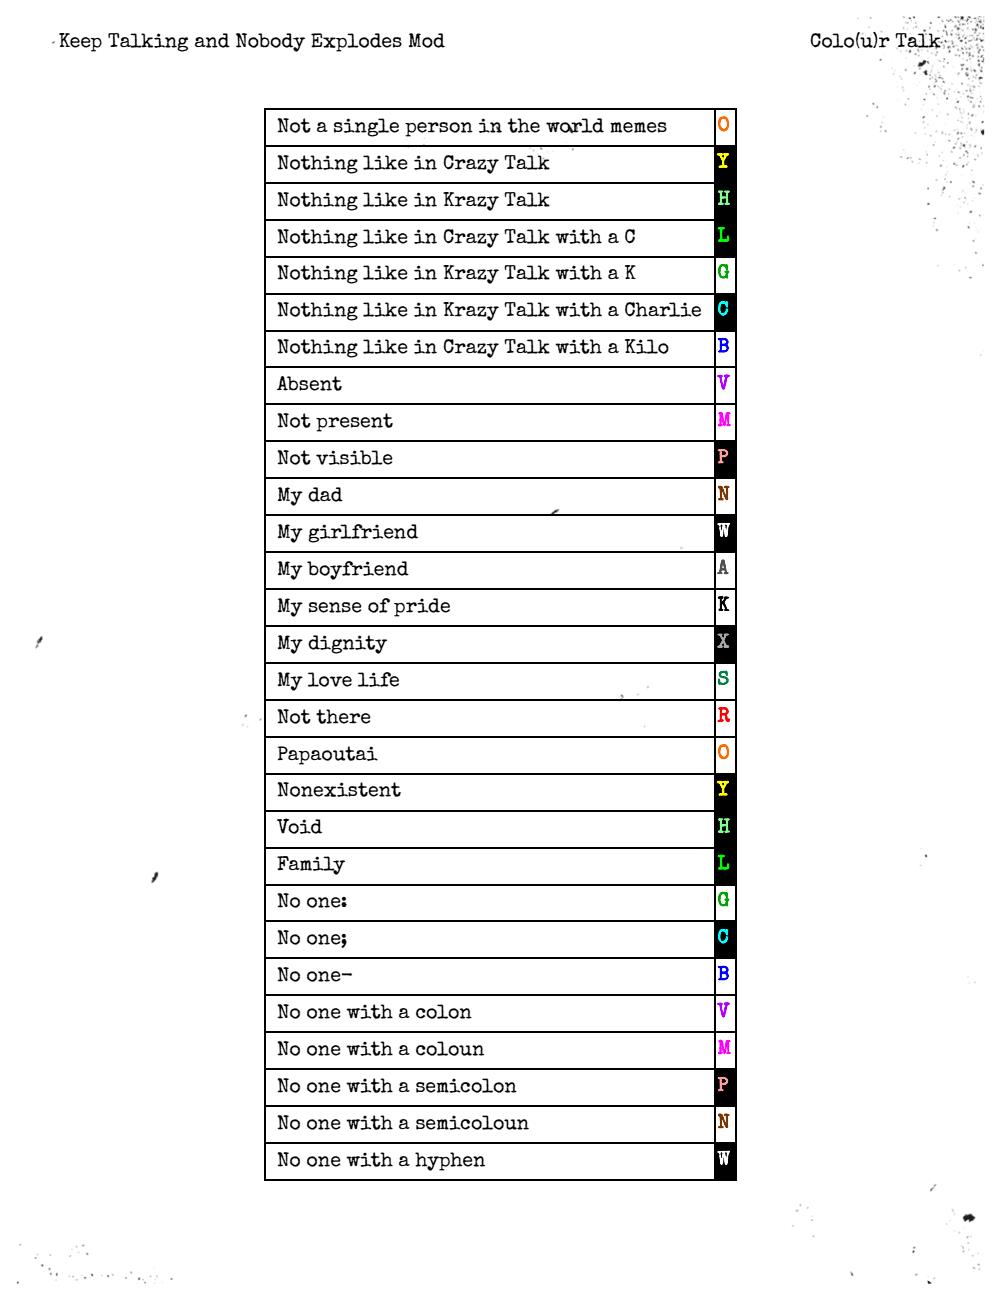 Keep Talking and Nobody Explodes Mod Colo(u)r Talk
Not a single person in the world memes O
Nothing like in Crazy Talk Y
Nothing like in Krazy Talk H
Nothing like in Crazy Talk with a C L
Nothing like in Krazy Talk with a K G
Nothing like in Krazy Talk with a Charlie C
Nothing like in Crazy Talk with a Kilo B
Absent V
Not present M
Not visible P
My dad N
My girlfriend W
My boyfriend A
My sense of pride K
My dignity X
My love life S
Not there R
Papaoutai O
Nonexistent Y
Void H
Family L
No one: G
No one; C
No one- B
No one with a colon V
No one with a coloun M
No one with a semicolon P
No one with a semicoloun N
No one with a hyphen W